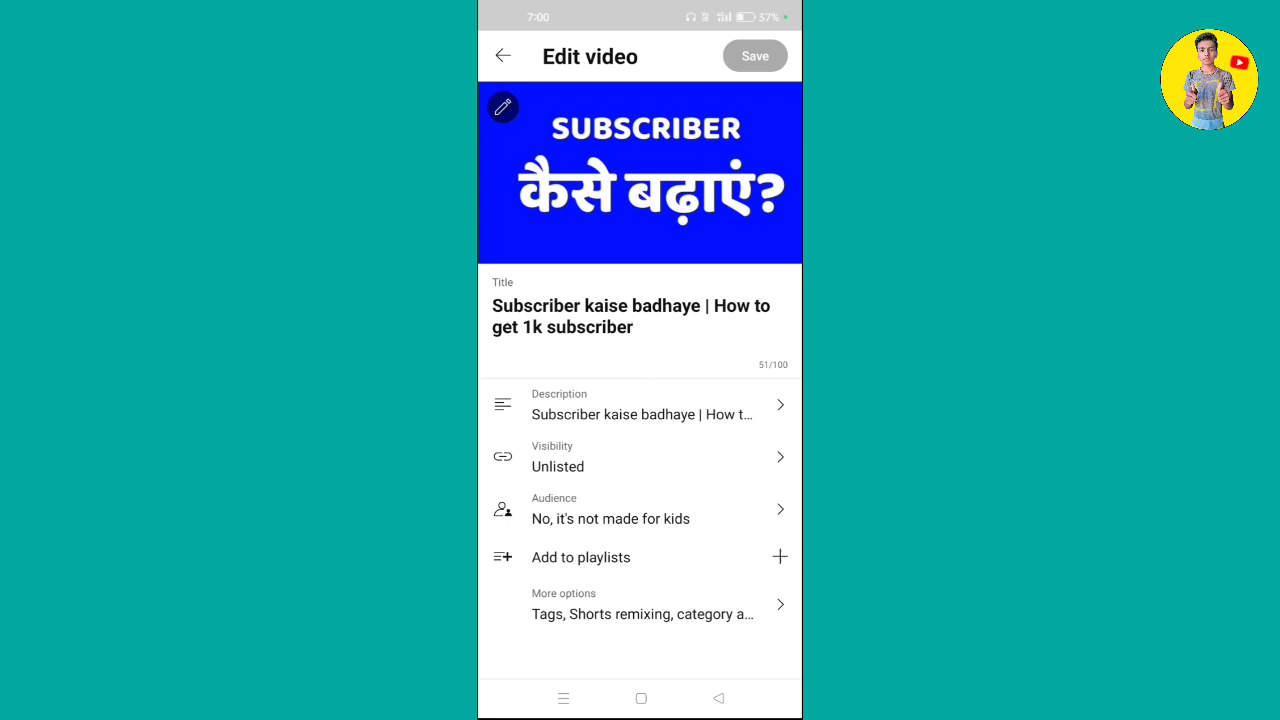 7:00
37%
Edit video
Save
SUBSCRIBER
कैसे बढ़ाएं?
Title
Subscriber kaise badhaye | How to
get 1k subscriber
51/100
Description
Subscriber kaise badhaye | How t...
Visibility
Unlisted
Audience
No, it's not made for kids
Add to playlists
More options
Tags, Shorts remixing, category a...